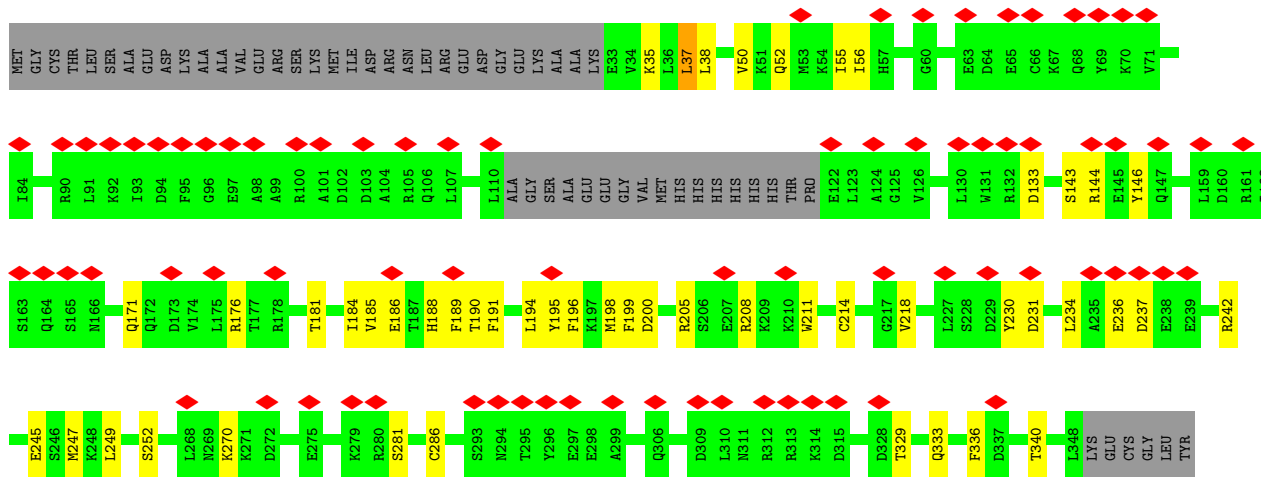 MET GLY CYS THR LEU SER ALA GLU ASP LYS ALA ALA VAL GLU ARG SER LYS MET ILE ASP ARG ASN LEU ARG GLU ASP GLY GLU LYS ALA ALA LYS E33 V34 K35 L36 L37 L38 V50 K51 Q52 M53 K54 I55 I56 H57 G60 E63 D64 E65 C66 K67 Q68 Y69 K70 V71
I84 R90 L91 K92 I93 D94 F95 G96 E97 A98 A99 R100 A101 D102 D103 A104 R105 Q106 L107 L110 ALA GLY SER ALA GLU GLU GLY VAL MET HIS HIS HIS HIS HIS HIS THR PRO E122 L123 A124 G125 V126 L130 W131 R132 D133 S143 R144 E145 Y146 Q147 L159 D160 R161
S163 Q164 S165 N166 Q171 Q172 D173 V174 L175 R176 T177 R178 T181 I184 V185 E186 T187 H188 F189 T190 F191 L194 Y195 F196 K197 M198 F199 D200 R205 S206 E207 R208 K209 K210 W211 C214 G217 V218 L227 S228 D229 Y230 D231 L234 A235 E236 D237 E238 E239 R242
E245 S246 M247 K248 L249 S252 L268 N269 K270 K271 D272 E275 K279 R280 S281 C286 S293 N294 T295 Y296 E297 E298 A299 Q306 D309 L310 N311 R312 R313 K314 D315 D328 T329 Q333 F336 D337 T340 L348 LYS GLU CYS GLY LEU TYR